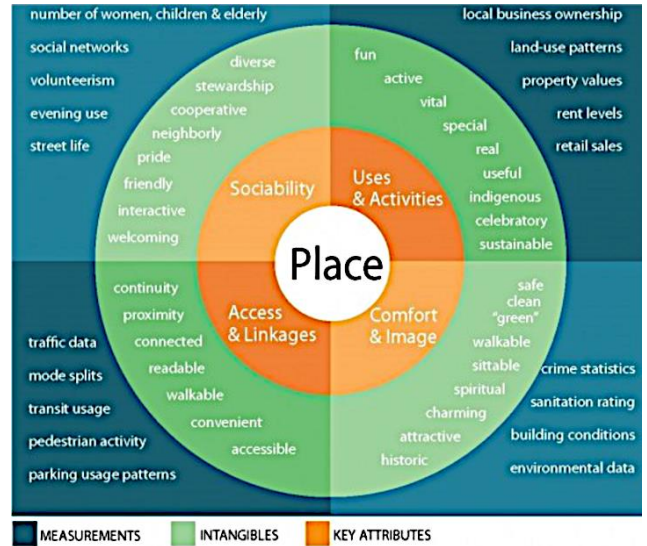 number of women, children & elderly
social networks
volunteerism
evening use
street life
diverse
stewardship
cooperative
neighborly
pride
friendly
interactive
welcoming
Sociability
local business ownership
land-use patterns
property values
rent levels
retail sales
fun
active
vital
special
real
useful
indigenous
celebratory
sustainable
Uses
& Activities
Place
continuity
proximity
connected
readable
walkable
convenient
accessible
Access
& Linkages
traffic data
mode splits
transit usage
pedestrian activity
parking usage patterns
Comfort
& Image
safe
clean
"green"
walkable
sittable
spiritual
charming
attractive
historic
crime statistics
sanitation rating
building conditions
environmental data
MEASUREMENTS
INTANGIBLES
KEY ATTRIBUTES